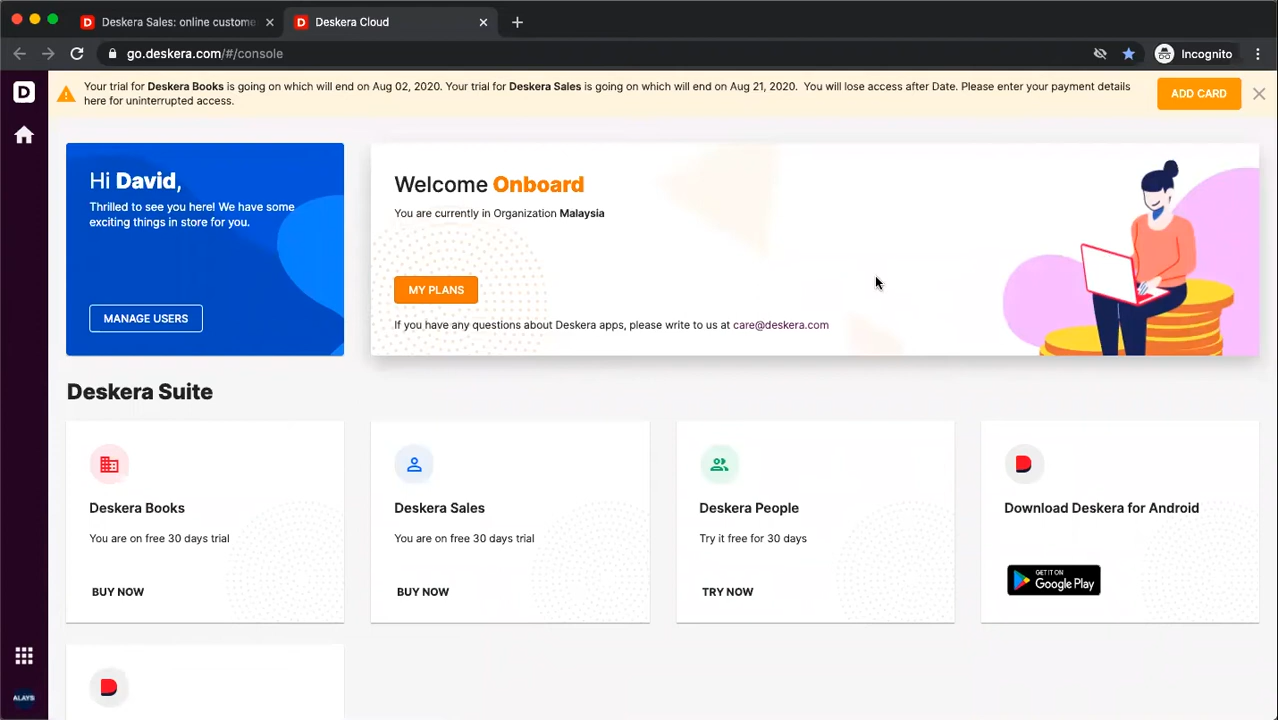 Deskera Sales: online custome
Deskera Cloud
go.deskera.com/#/console
Incognito
D
Your trial for Deskera Books is going on which will end on Aug 02, 2020. Your trial for Deskera Sales is going on which will end on Aug 21, 2020. You will lose access after Date. Please enter your payment details
here for uninterrupted access.
ADD CARD
Hi David,
Thrilled to see you here! We have some
exciting things in store for you.
MANAGE USERS
Welcome Onboard
You are currently in Organization Malaysia
MY PLANS
If you have any questions about Deskera apps, please write to us at care@deskera.com
Deskera Suite
Deskera Books
You are on free 30 days trial
BUY NOW
Deskera Sales
You are on free 30 days trial
BUY NOW
Deskera People
Try it free for 30 days
TRY NOW
Download Deskera for Android
GET IT ON
Google Play
ALAYS